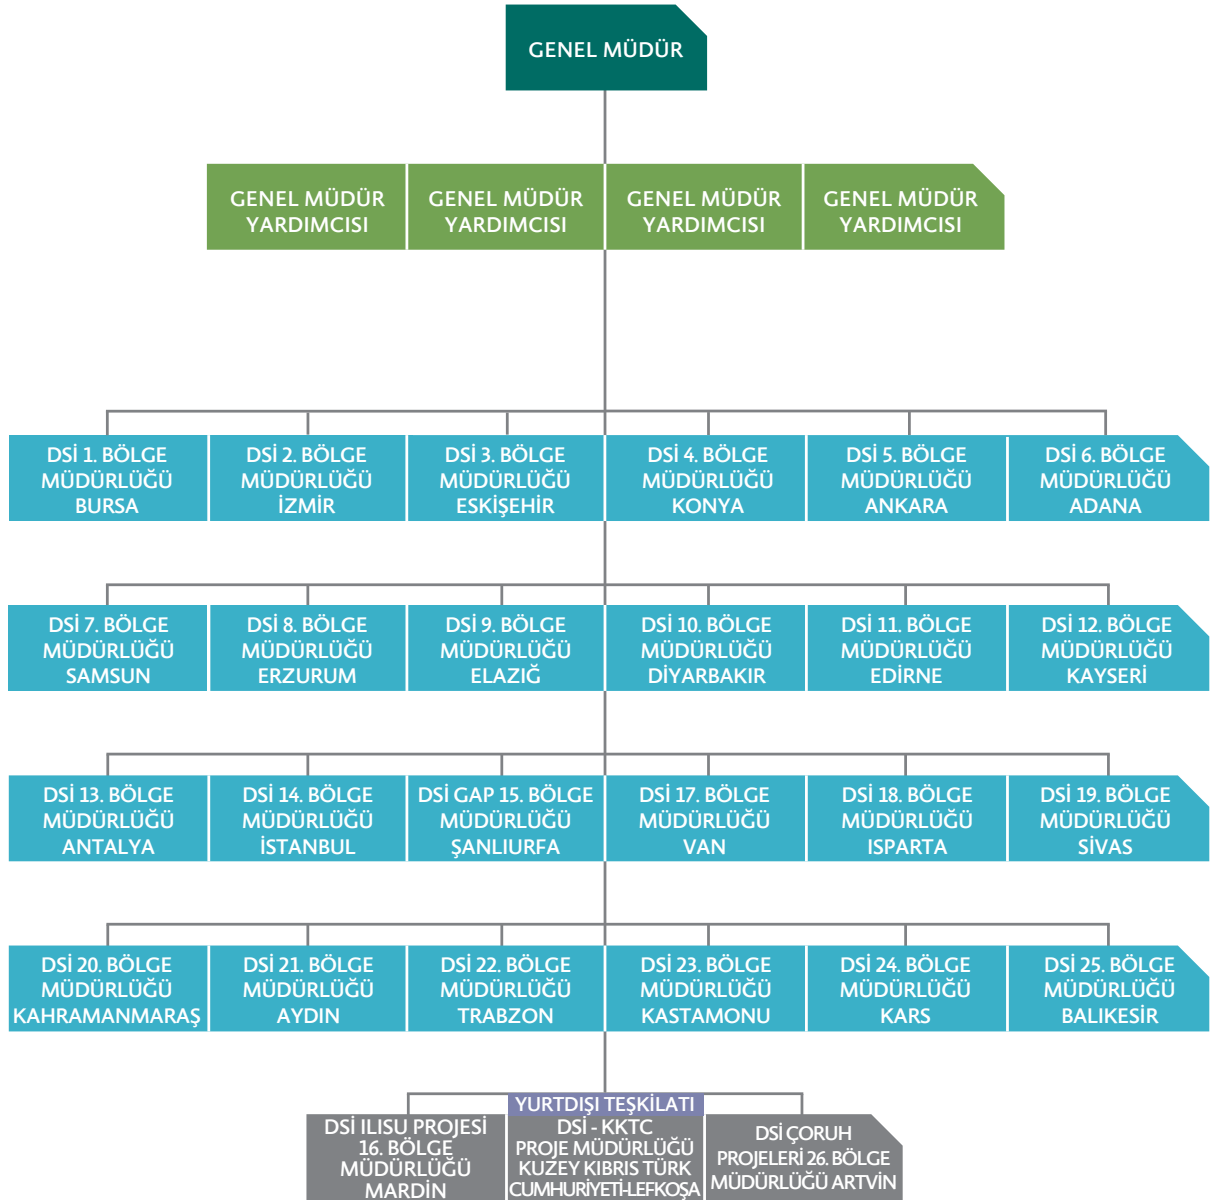 GENEL MÜDÜR
GENEL MÜDÜR
YARDIMCISI
GENEL MÜDÜR
YARDIMCISI
GENEL MÜDÜR
YARDIMCISI
GENEL MÜDÜR
YARDIMCISI
DSİ 1. BÖLGE
MÜDÜRLÜĞÜ
BURSA
DSİ 2. BÖLGE
MÜDÜRLÜĞÜ
İZMİR
DSİ 3. BÖLGE
MÜDÜRLÜĞÜ
ESKİŞEHİR
DSİ 4. BÖLGE
MÜDÜRLÜĞÜ
KONYA
DSİ 5. BÖLGE
MÜDÜRLÜĞÜ
ANKARA
DSİ 6. BÖLGE
MÜDÜRLÜĞÜ
ADANA
DSİ 7. BÖLGE
MÜDÜRLÜĞÜ
SAMSUN
DSİ 8. BÖLGE
MÜDÜRLÜĞÜ
ERZURUM
DSİ 9. BÖLGE
MÜDÜRLÜĞÜ
ELAZIĞ
DSİ 10. BÖLGE
MÜDÜRLÜĞÜ
DİYARBAKIR
DSİ 11. BÖLGE
MÜDÜRLÜĞÜ
EDİRNE
DSİ 12. BÖLGE
MÜDÜRLÜĞÜ
KAYSERİ
DSİ 13. BÖLGE
MÜDÜRLÜĞÜ
ANTALYA
DSİ 14. BÖLGE
MÜDÜRLÜĞÜ
İSTANBUL
DSİ GAP 15. BÖLGE
MÜDÜRLÜĞÜ
ŞANLIURFA
DSİ 17. BÖLGE
MÜDÜRLÜĞÜ
VAN
DSİ 18. BÖLGE
MÜDÜRLÜĞÜ
ISPARTA
DSİ 19. BÖLGE
MÜDÜRLÜĞÜ
SİVAS
DSİ 20. BÖLGE
MÜDÜRLÜĞÜ
KAHRAMANMARAŞ
DSİ 21. BÖLGE
MÜDÜRLÜĞÜ
AYDIN
DSİ 22. BÖLGE
MÜDÜRLÜĞÜ
TRABZON
DSİ 23. BÖLGE
MÜDÜRLÜĞÜ
KASTAMONU
DSİ 24. BÖLGE
MÜDÜRLÜĞÜ
KARS
DSİ 25. BÖLGE
MÜDÜRLÜĞÜ
BALIKESİR
DSİ ILISU PROJESİ
16. BÖLGE
MÜDÜRLÜĞÜ
MARDİN
YURTDIŞI TEŞKİLATI
DSİ - KKTC
PROJE MÜDÜRLÜĞÜ
KUZEY KIBRIS TÜRK
CUMHURİYETİ-LEFKOŞA
DSİ ÇORUH
PROJELERİ 26. BÖLGE
MÜDÜRLÜĞÜ ARTVİN